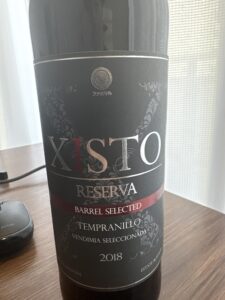 XISTO
RESERVA
BARREL SELECTED
TEMPRANILLO
VENDIMIA SELECCIONADA
2018